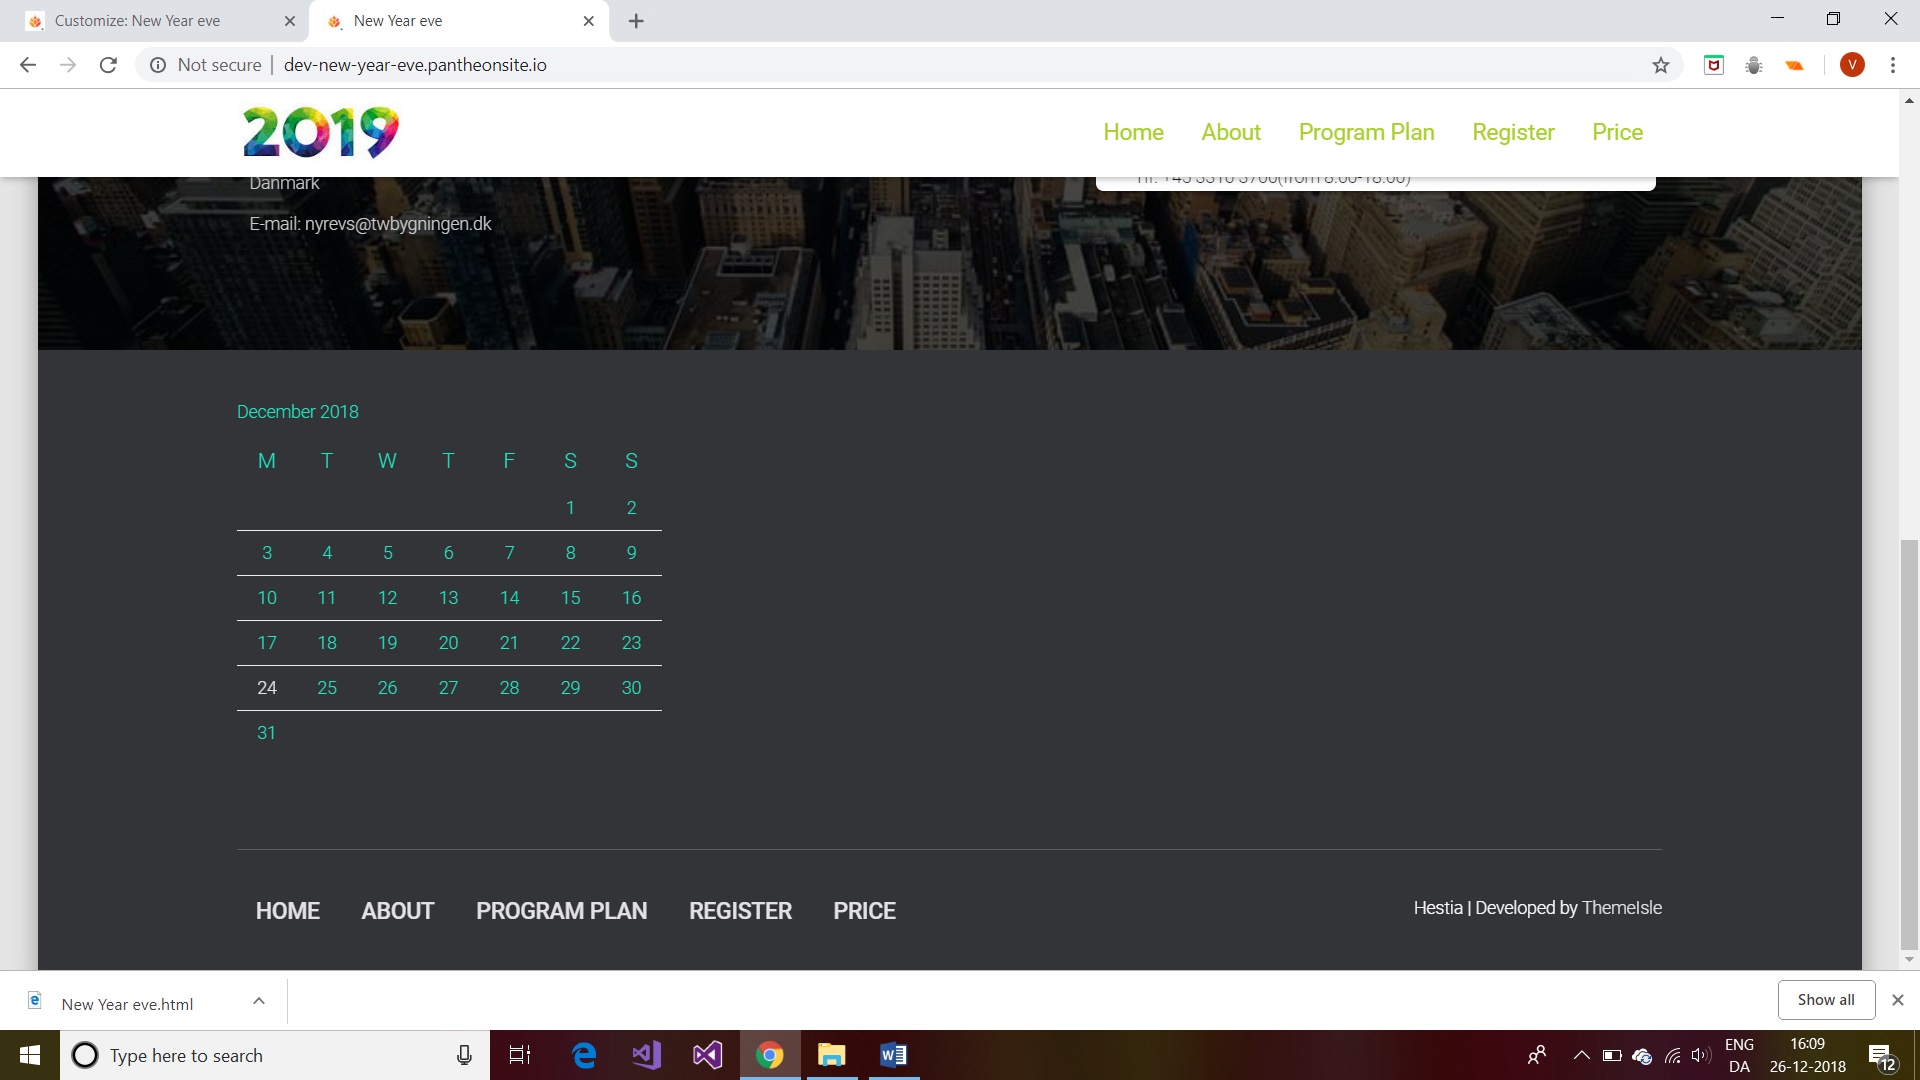 Customize: New Year eve
New Year eve
Not secure | dev-new-year-eve.pantheonsite.io
V
2019
Home About Program Plan Register Price
Danmark
E-mail: nyrevs@twbygningen.dk
December 2018
M T W T F S S
1 2
3 4 5 6 7 8 9
10 11 12 13 14 15 16
17 18 19 20 21 22 23
24 25 26 27 28 29 30
31
HOME ABOUT PROGRAM PLAN REGISTER PRICE
Hestia | Developed by ThemeIsle
New Year eve.html
Show all
Type here to search
ENG
DA
16:09
26-12-2018
12